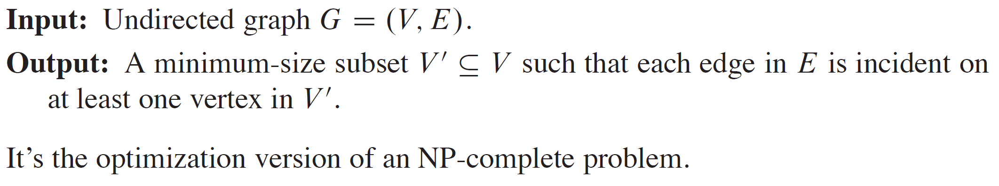 Input: Undirected graph G = (V, E).
Output: A minimum-size subset V′ ⊆ V such that each edge in E is incident on
at least one vertex in V′.
It’s the optimization version of an NP-complete problem.